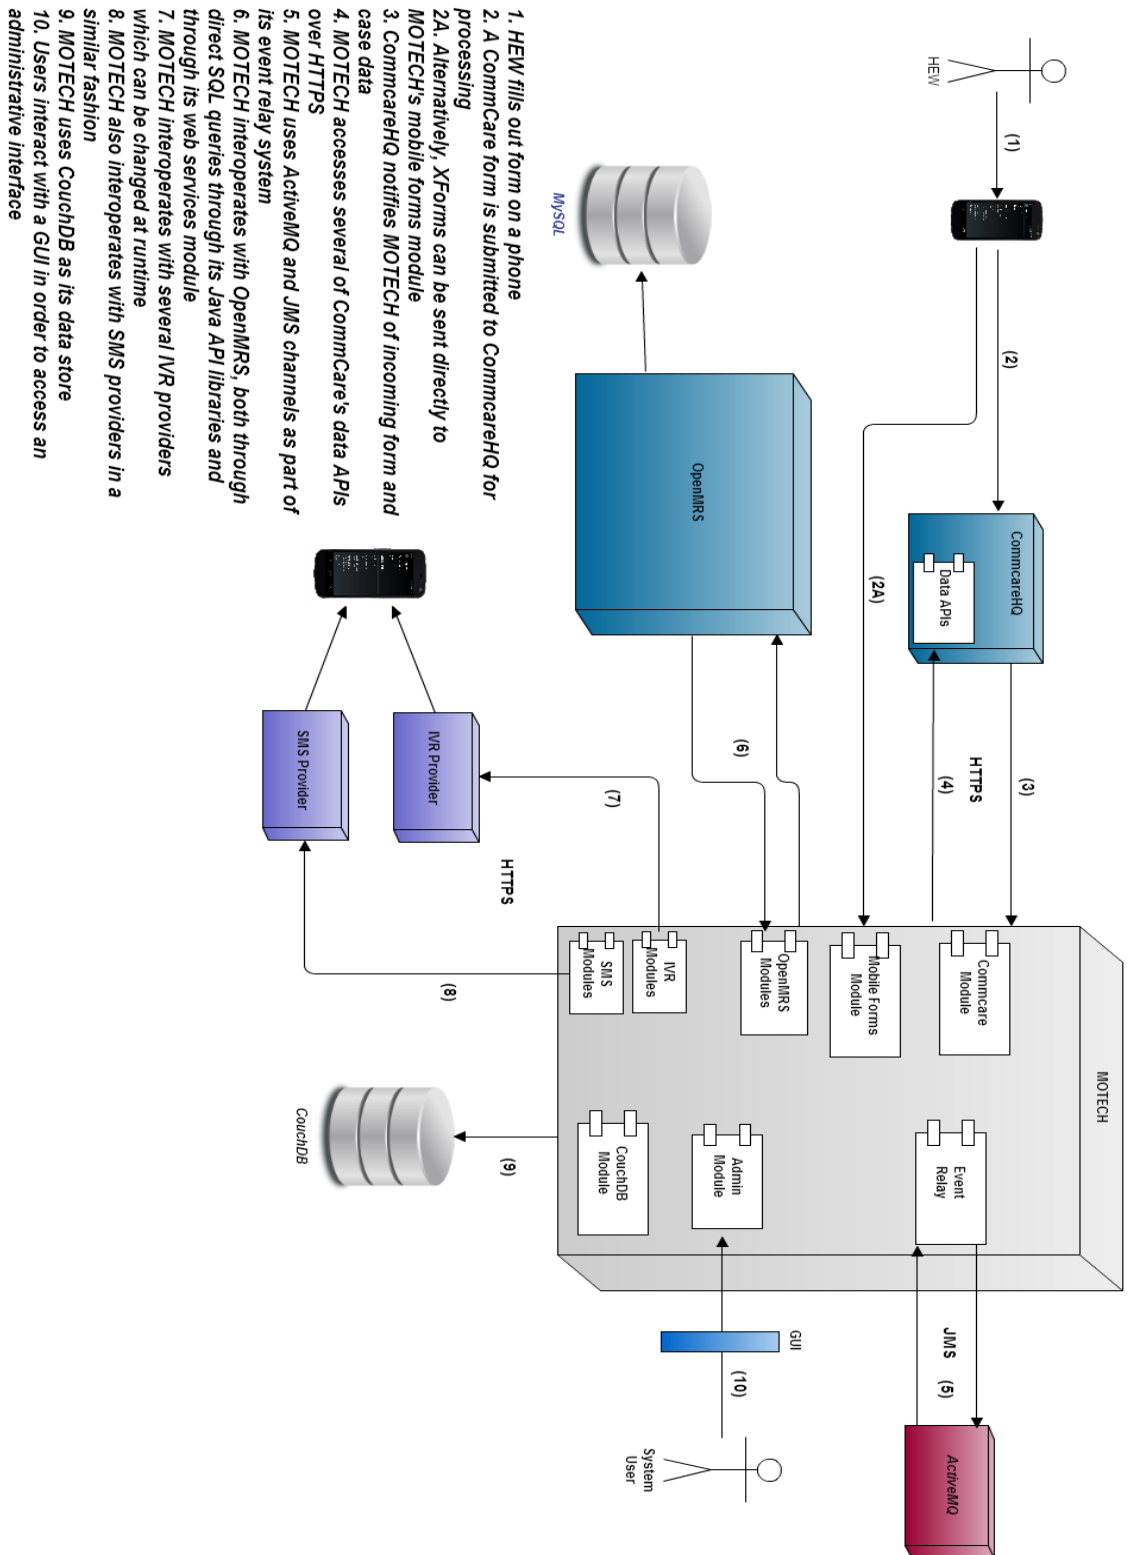 HEW
(1)
(2)
CommcareHQ
Data APIs
(2A)
(3)
HTTPS
(4)
MySQL
OpenMRS
(6)
MOTECH
Commcare
Module
Mobile Forms
Module
OpenMRS
Modules
IVR
Modules
SMS
Modules
Event
Relay
Admin
Module
CouchDB
Module
JMS
(5)
ActiveMQ
GUI
(10)
System
User
IVR Provider
SMS Provider
(7)
HTTPS
(8)
(9)
CouchDB
1. HEW fills out form on a phone
2. A CommCare form is submitted to CommcareHQ for
processing
2A. Alternatively, XForms can be sent directly to
MOTECH's mobile forms module
3. CommcareHQ notifies MOTECH of incoming form and
case data
4. MOTECH accesses several of CommCare's data APIs
over HTTPS
5. MOTECH uses ActiveMQ and JMS channels as part of
its event relay system
6. MOTECH interoperates with OpenMRS, both through
direct SQL queries through its Java API libraries and
through its web services module
7. MOTECH interoperates with several IVR providers
which can be changed at runtime
8. MOTECH also interoperates with SMS providers in a
similar fashion
9. MOTECH uses CouchDB as its data store
10. Users interact with a GUI in order to access an
administrative interface